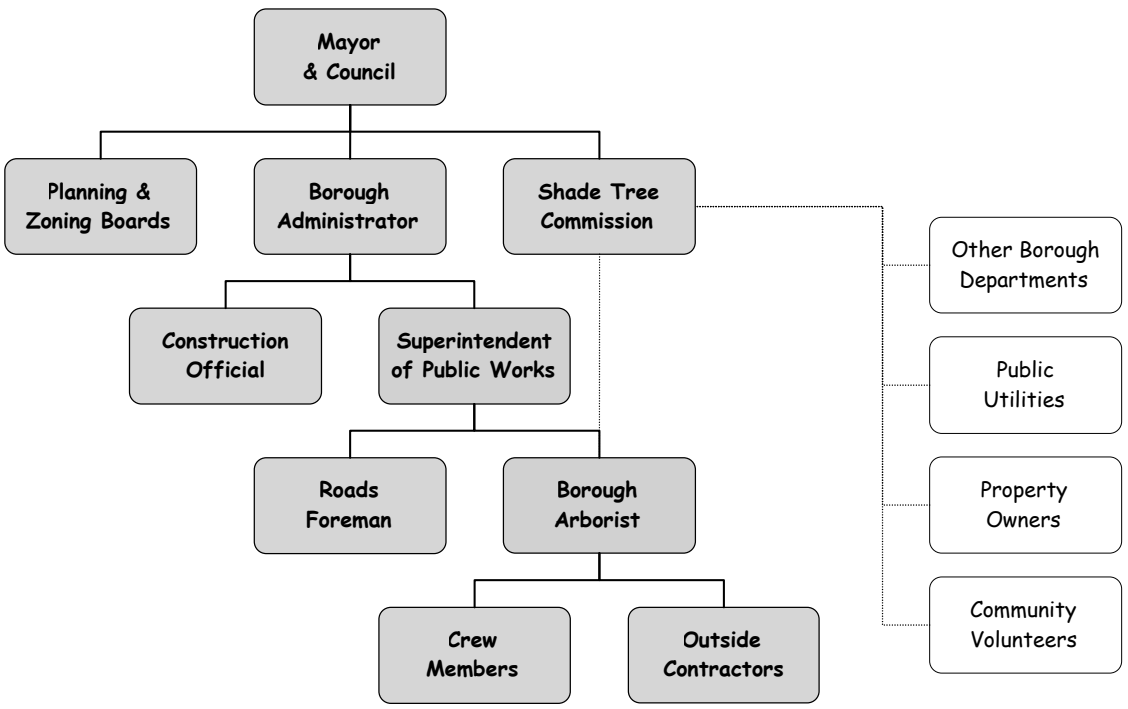 Mayor
& Council
Planning &
Zoning Boards
Borough
Administrator
Shade Tree
Commission
Other Borough
Departments
Construction
Official
Superintendent
of Public Works
Public
Utilities
Roads
Foreman
Borough
Arborist
Property
Owners
Crew
Members
Outside
Contractors
Community
Volunteers